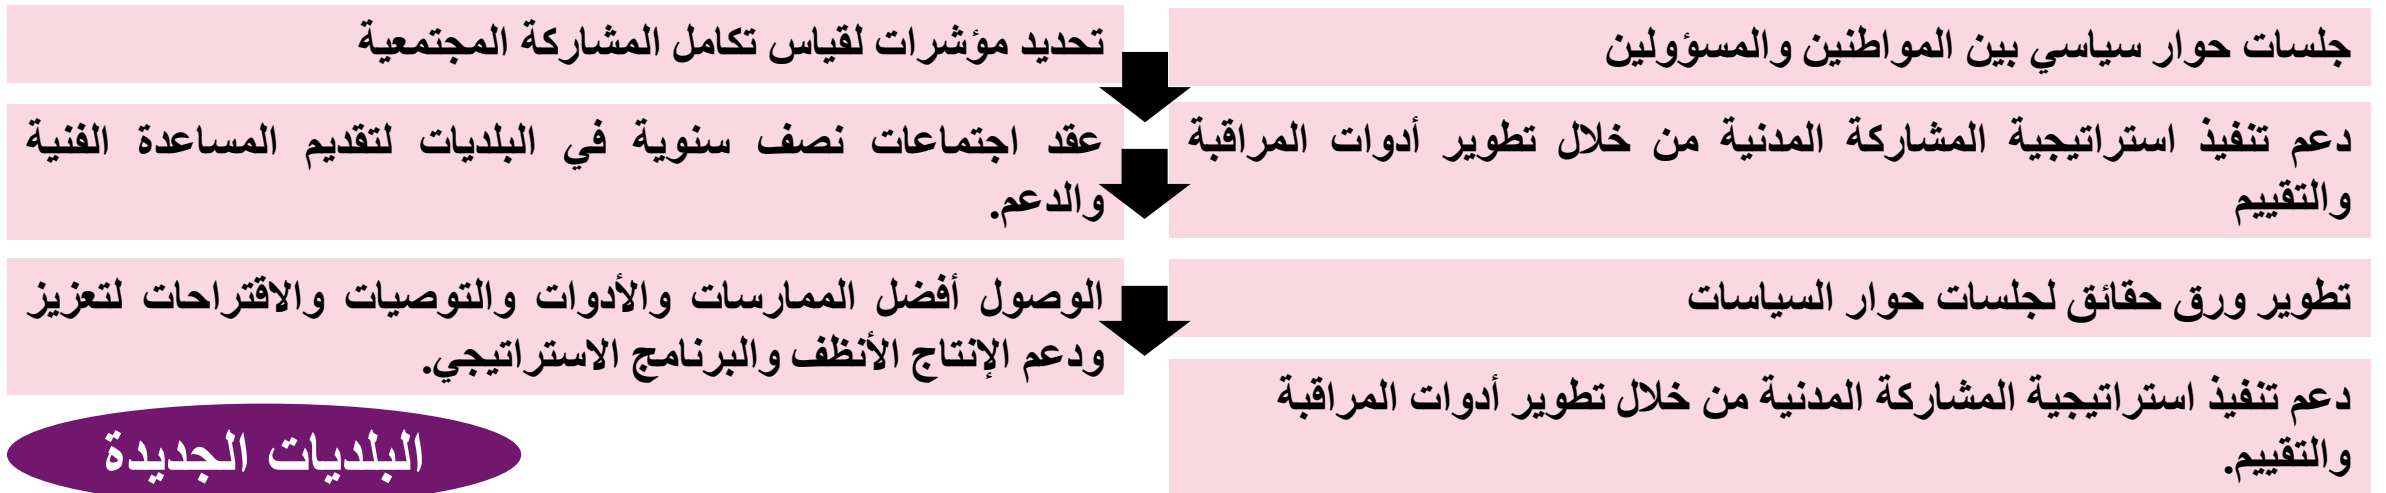 جلسات حوار سياسي بين المواطنين والمسؤولين
دعم تنفيذ استراتيجية المشاركة المدنية من خلال تطوير أدوات المراقبة
والتقييم
تطوير ورق حقائق لجلسات حوار السياسات
دعم تنفيذ استراتيجية المشاركة المدنية من خلال تطوير أدوات المراقبة
والتقييم.
تحديد مؤشرات لقياس تكامل المشاركة المجتمعية
عقد اجتماعات نصف سنوية في البلديات لتقديم المساعدة الفنية
والدعم.
الوصول أفضل الممارسات والأدوات والتوصيات والاقتراحات لتعزيز
ودعم الإنتاج الأنظف والبرنامج الاستراتيجي.
البلديات الجديدة